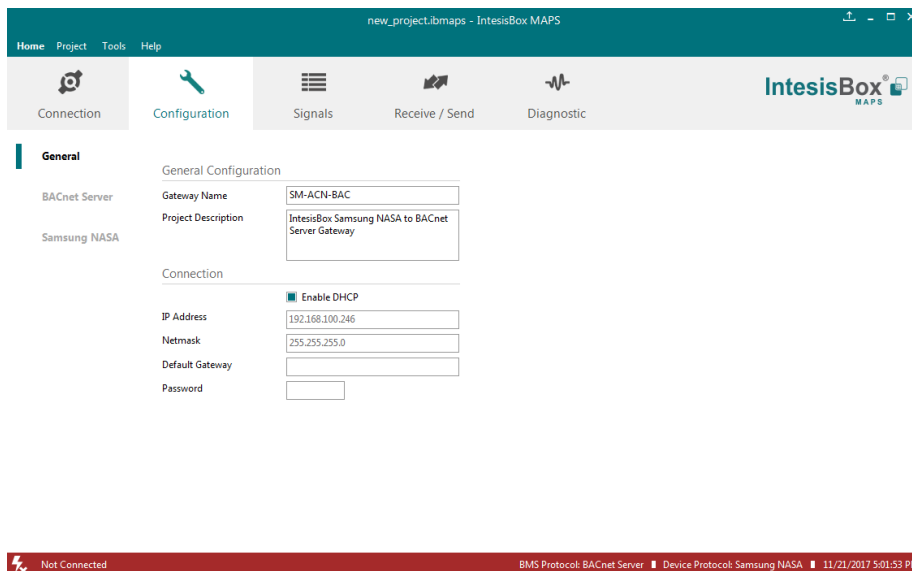 new_project.ibmaps - IntesisBox MAPS
Home Project Tools Help
Connection Configuration Signals Receive / Send Diagnostic
IntesisBox®
MAPS
General
BACnet Server
Samsung NASA
General Configuration
Gateway Name SM-ACN-BAC
Project Description IntesisBox Samsung NASA to BACnet
Server Gateway
Connection
Enable DHCP
IP Address 192.168.100.246
Netmask 255.255.255.0
Default Gateway
Password
Not Connected BMS Protocol: BACnet Server Device Protocol: Samsung NASA 11/21/2017 5:01:53 P